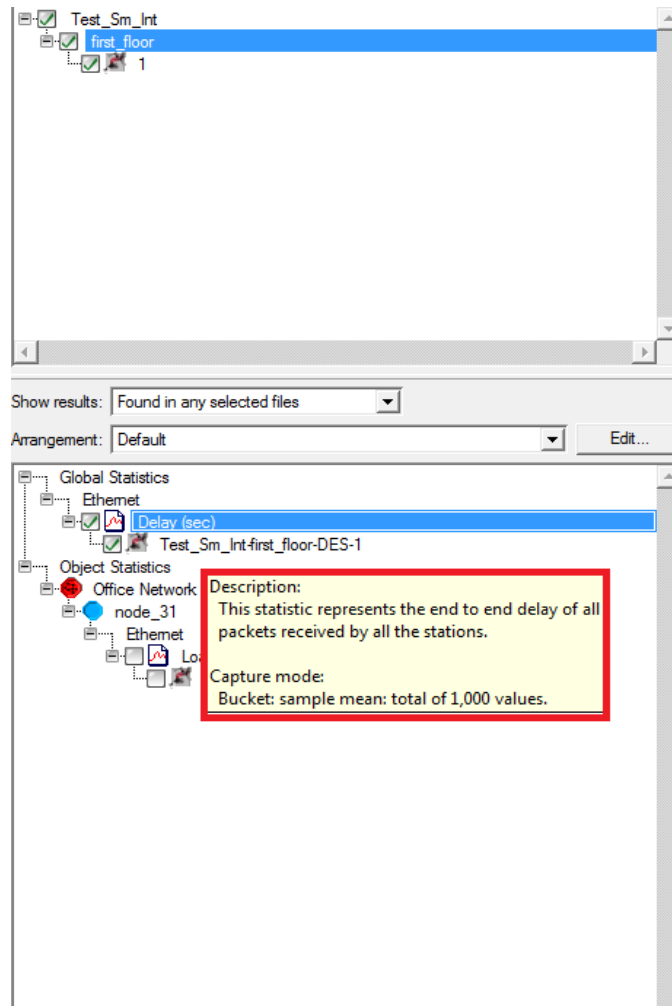 Test_Sm_Int
first_floor
1
Show results: Found in any selected files
Arrangement: Default Edit...
Global Statistics
Ethernet
Delay (sec)
Test_Sm_Int-first_floor-DES-1
Object Statistics
Office Network
node_31
Ethernet
Description:
This statistic represents the end to end delay of all
packets received by all the stations.
Capture mode:
Bucket: sample mean: total of 1,000 values.